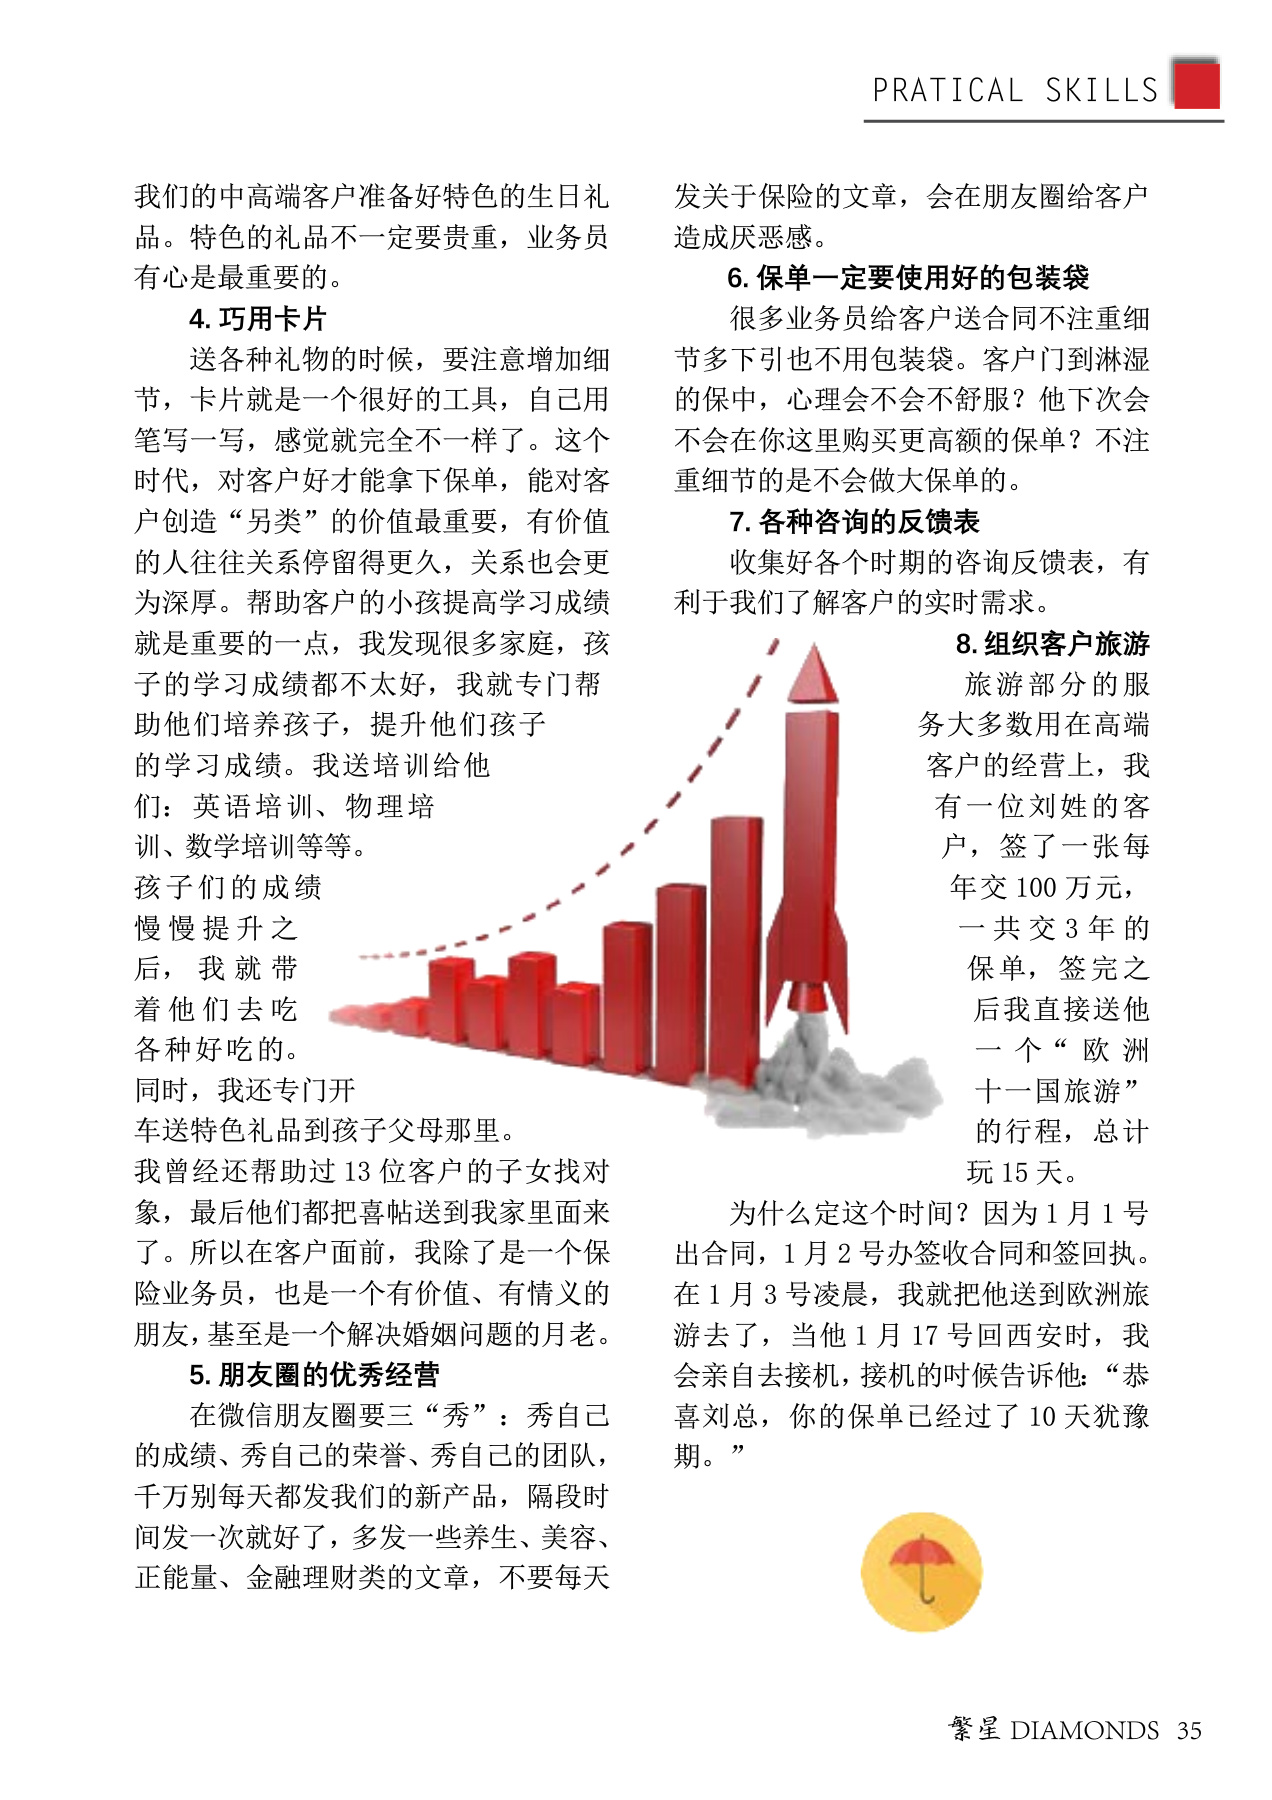 PRATICAL SKILLS
我们的中高端客户准备好特色的生日礼
品。特色的礼品不一定要贵重，业务员
有心是最重要的。
4. 巧用卡片
送各种礼物的时候，要注意增加细
节，卡片就是一个很好的工具，自己用
笔写一写，感觉就完全不一样了。这个
时代，对客户好才能拿下保单，能对客
户创造“另类”的价值最重要，有价值
的人往往关系停留得更久，关系也会更
为深厚。帮助客户的小孩提高学习成绩
就是重要的一点，我发现很多家庭，孩
子的学习成绩都不太好，我就专门帮
助他们培养孩子，提升他们孩子
的学习成绩。我送培训给他
们：英语培训、物理培
训、数学培训等等。
孩子们的成绩
慢慢提升之
后，我就带
着他们去吃
各种好吃的。
同时，我还专门开
车送特色礼品到孩子父母那里。
我曾经还帮助过 13 位客户的子女找对
象，最后他们都把喜帖送到我家里面来
了。所以在客户面前，我除了是一个保
险业务员，也是一个有价值、有情义的
朋友，基至是一个解决婚姻问题的月老。
5. 朋友圈的优秀经营
在微信朋友圈要三“秀”：秀自己
的成绩、秀自己的荣誉、秀自己的团队，
千万别每天都发我们的新产品，隔段时
间发一次就好了，多发一些养生、美容、
正能量、金融理财类的文章，不要每天
发关于保险的文章，会在朋友圈给客户
造成厌恶感。
6. 保单一定要使用好的包装袋
很多业务员给客户送合同不注重细
节多下引也不用包装袋。客户门到淋湿
的保中，心理会不会不舒服？他下次会
不会在你这里购买更高额的保单？不注
重细节的是不会做大保单的。
7. 各种咨询的反馈表
收集好各个时期的咨询反馈表，有
利于我们了解客户的实时需求。
8. 组织客户旅游
旅游部分的服
务大多数用在高端
客户的经营上，我
有一位刘姓的客
户，签了一张每
年交 100 万元，
一共交 3 年的
保单，签完之
后我直接送他
一个“欧洲
十一国旅游”
的行程，总计
玩 15 天。
为什么定这个时间？因为 1 月 1 号
出合同，1 月 2 号办签收合同和签回执。
在 1 月 3 号凌晨，我就把他送到欧洲旅
游去了，当他 1 月 17 号回西安时，我
会亲自去接机，接机的时候告诉他：“恭
喜刘总，你的保单已经过了 10 天犹豫
期。”
繁星 DIAMONDS 35